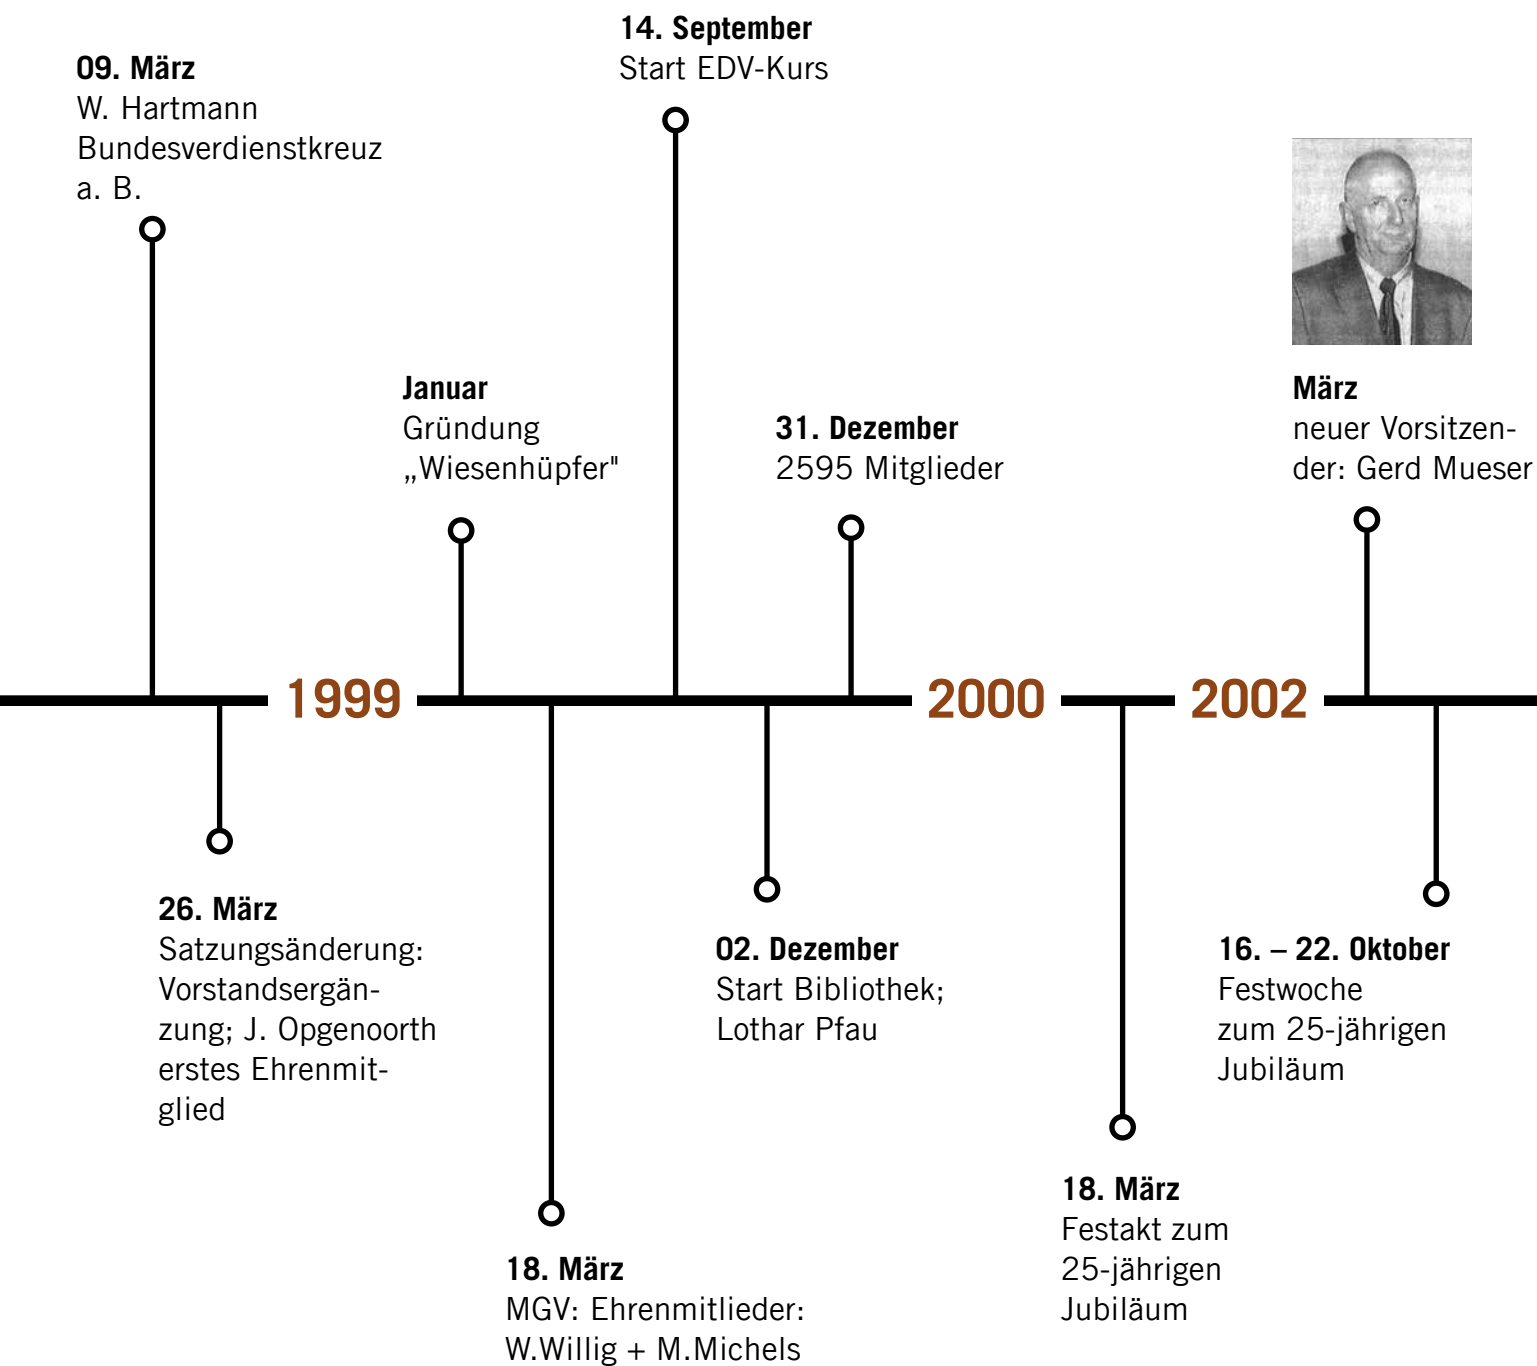 09. März
W. Hartmann
Bundesverdienstkreuz
a. B.
26. März
Satzungsänderung:
Vorstandsergän-
zung; J. Opgenoorth
erstes Ehrenmit-
glied
1999
Januar
Gründung
„Wiesenhüpfer"
18. März
MGV: Ehrenmitlieder:
W.Willig + M.Michels
14. September
Start EDV-Kurs
02. Dezember
Start Bibliothek;
Lothar Pfau
31. Dezember
2595 Mitglieder
2000
18. März
Festakt zum
25-jährigen
Jubiläum
2002
März
neuer Vorsitzen-
der: Gerd Mueser
16. – 22. Oktober
Festwoche
zum 25-jährigen
Jubiläum